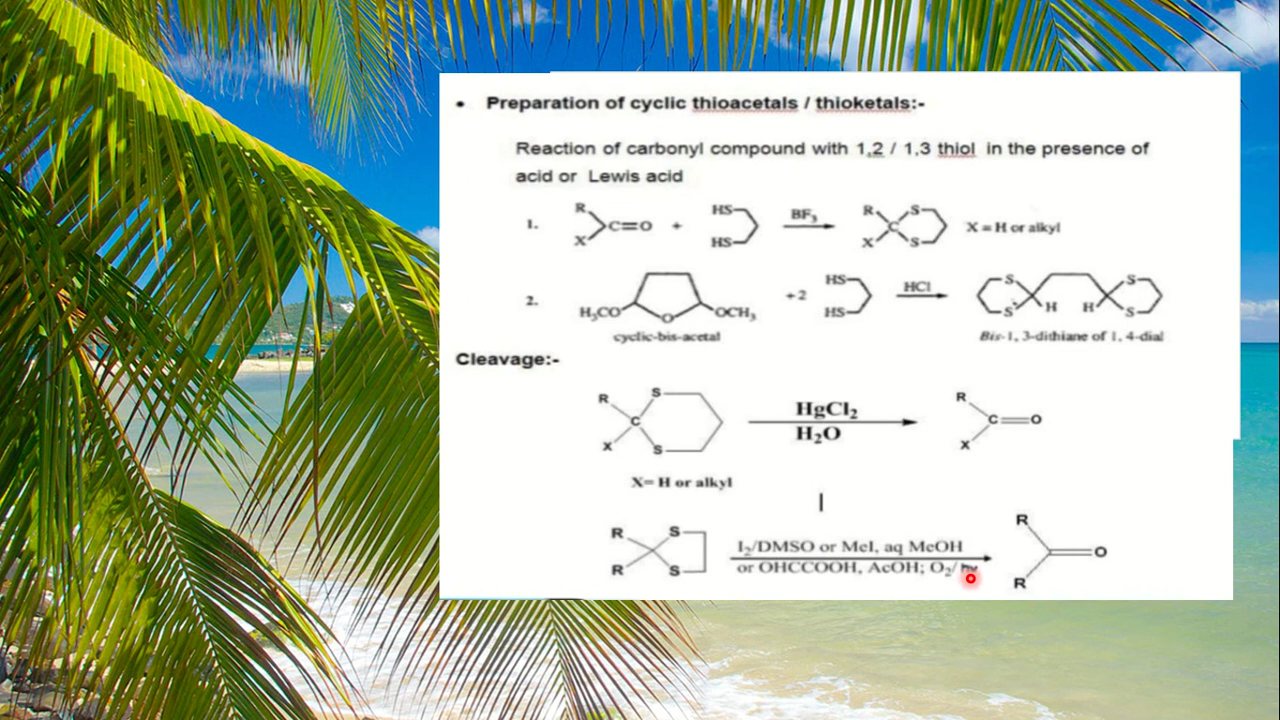 • Preparation of cyclic thioacetals / thioketals:-
Reaction of carbonyl compound with 1,2 / 1,3 thiol in the presence of
acid or Lewis acid
1. R X C=O + HS HS BF3 R X C S S X = H or alkyl
2. H3CO O OCH3 +2 HS HS HCl S S H H S S
cyclic-bis-acetal Bis-1, 3-dithiane of 1, 4-dial
Cleavage:-
R X C S S HgCl2 R X C=O
H2O
X= H or alkyl
R R S S I2/DMSO or MeI, aq MeOH R R O
or OHCCOOH, AcOH; O2/ hν